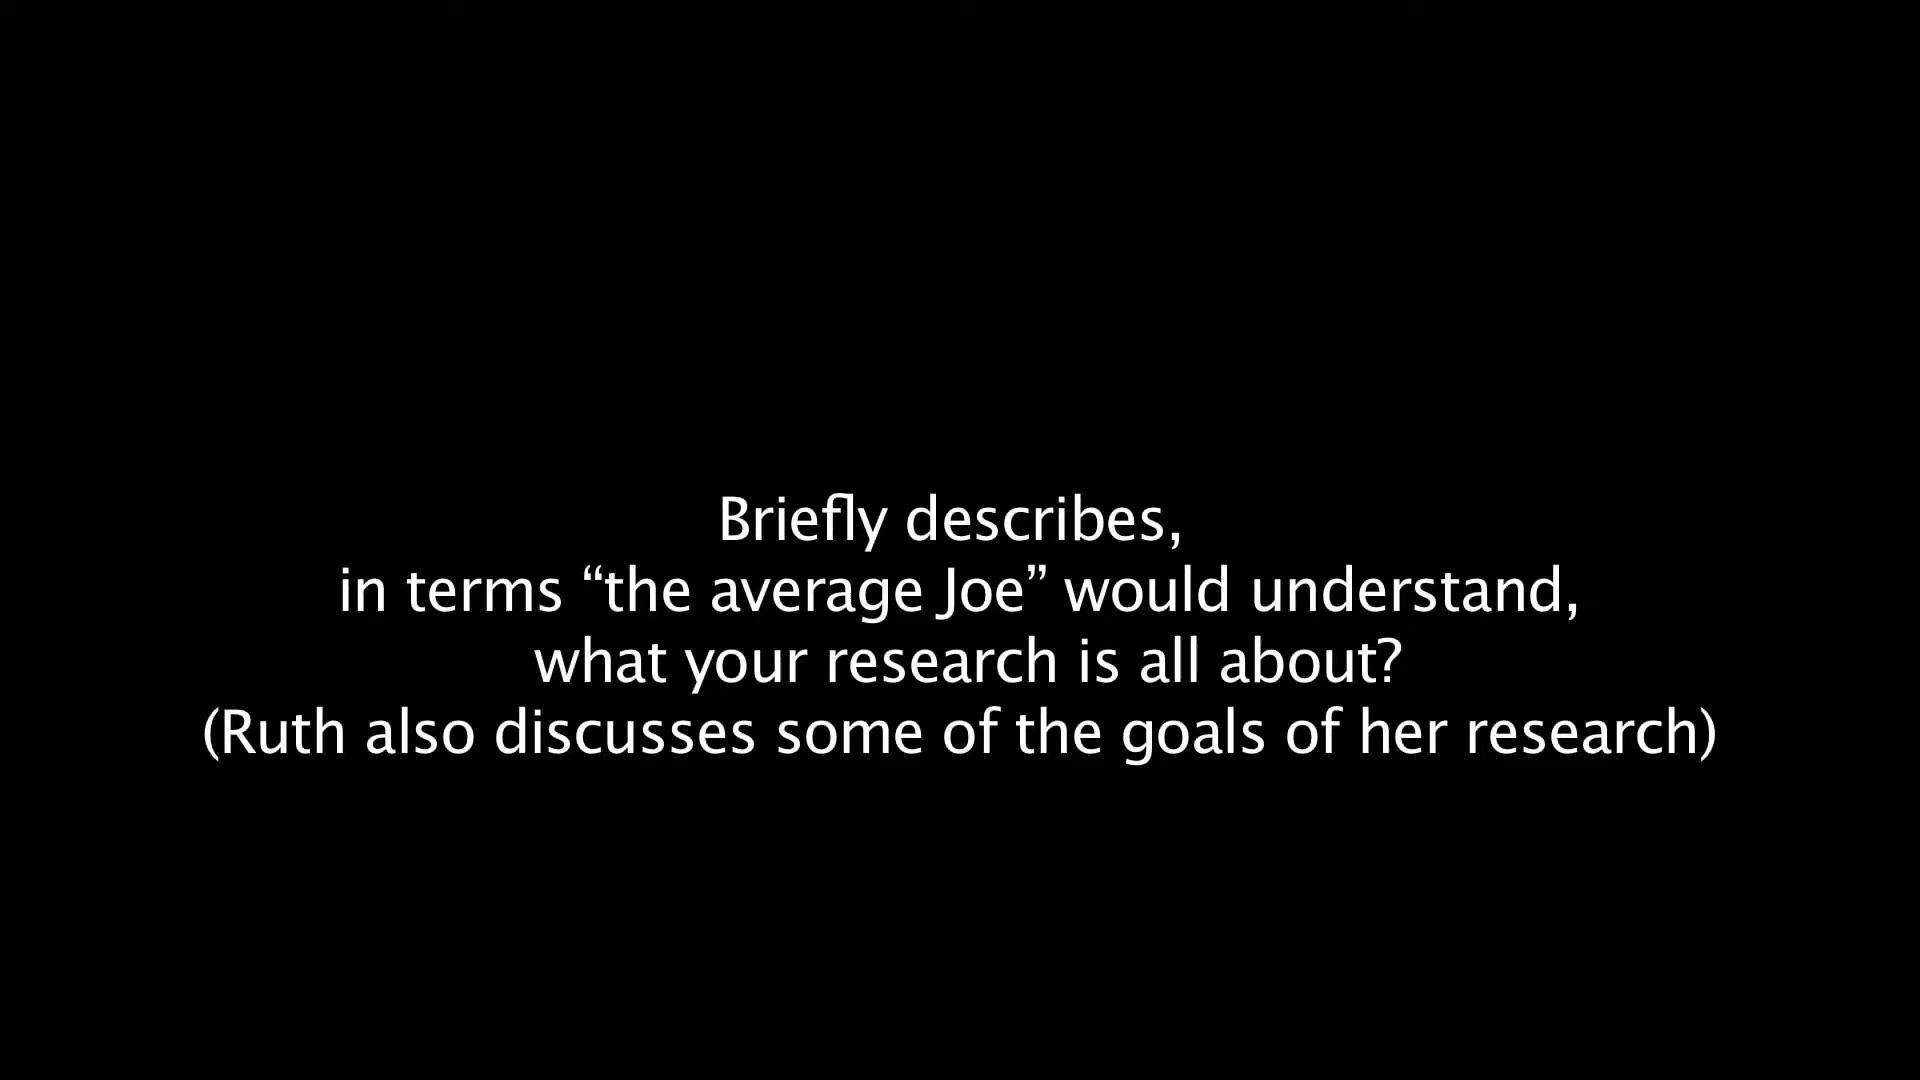 Briefly describes,
in terms “the average Joe” would understand,
what your research is all about?
(Ruth also discusses some of the goals of her research)